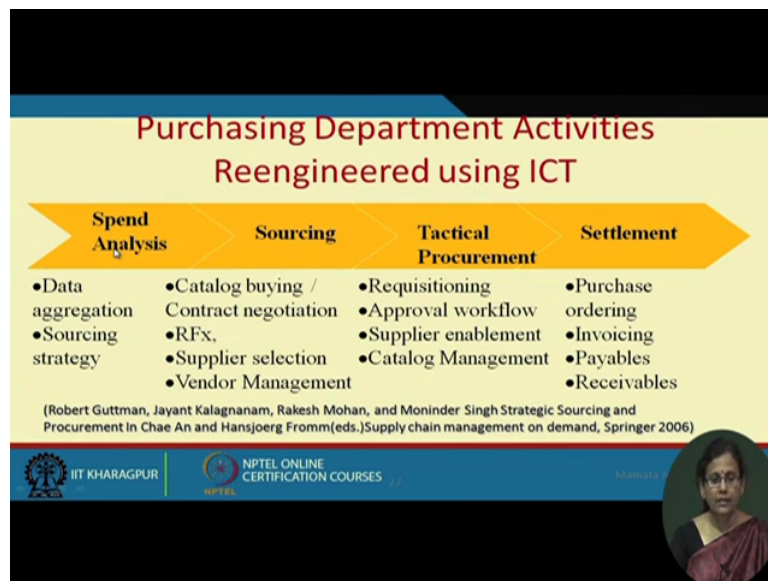 Purchasing Department Activities
Reengineered using ICT
Spend
Analysis
Sourcing
Tactical
Procurement
Settlement
●Data
aggregation
●Sourcing
strategy
●Catalog buying /
Contract negotiation
●RFx,
●Supplier selection
●Vendor Management
●Requisitioning
●Approval workflow
●Supplier enablement
●Catalog Management
●Purchase
ordering
●Invoicing
●Payables
●Receivables
(Robert Guttman, Jayant Kalagnanam, Rakesh Mohan, and Moninder Singh Strategic Sourcing and
Procurement In Chae An and Hansjoerg Fromm(eds.)Supply chain management on demand, Springer 2006)
IIT KHARAGPUR
NPTEL
NPTEL ONLINE
CERTIFICATION COURSES
27
Mamata